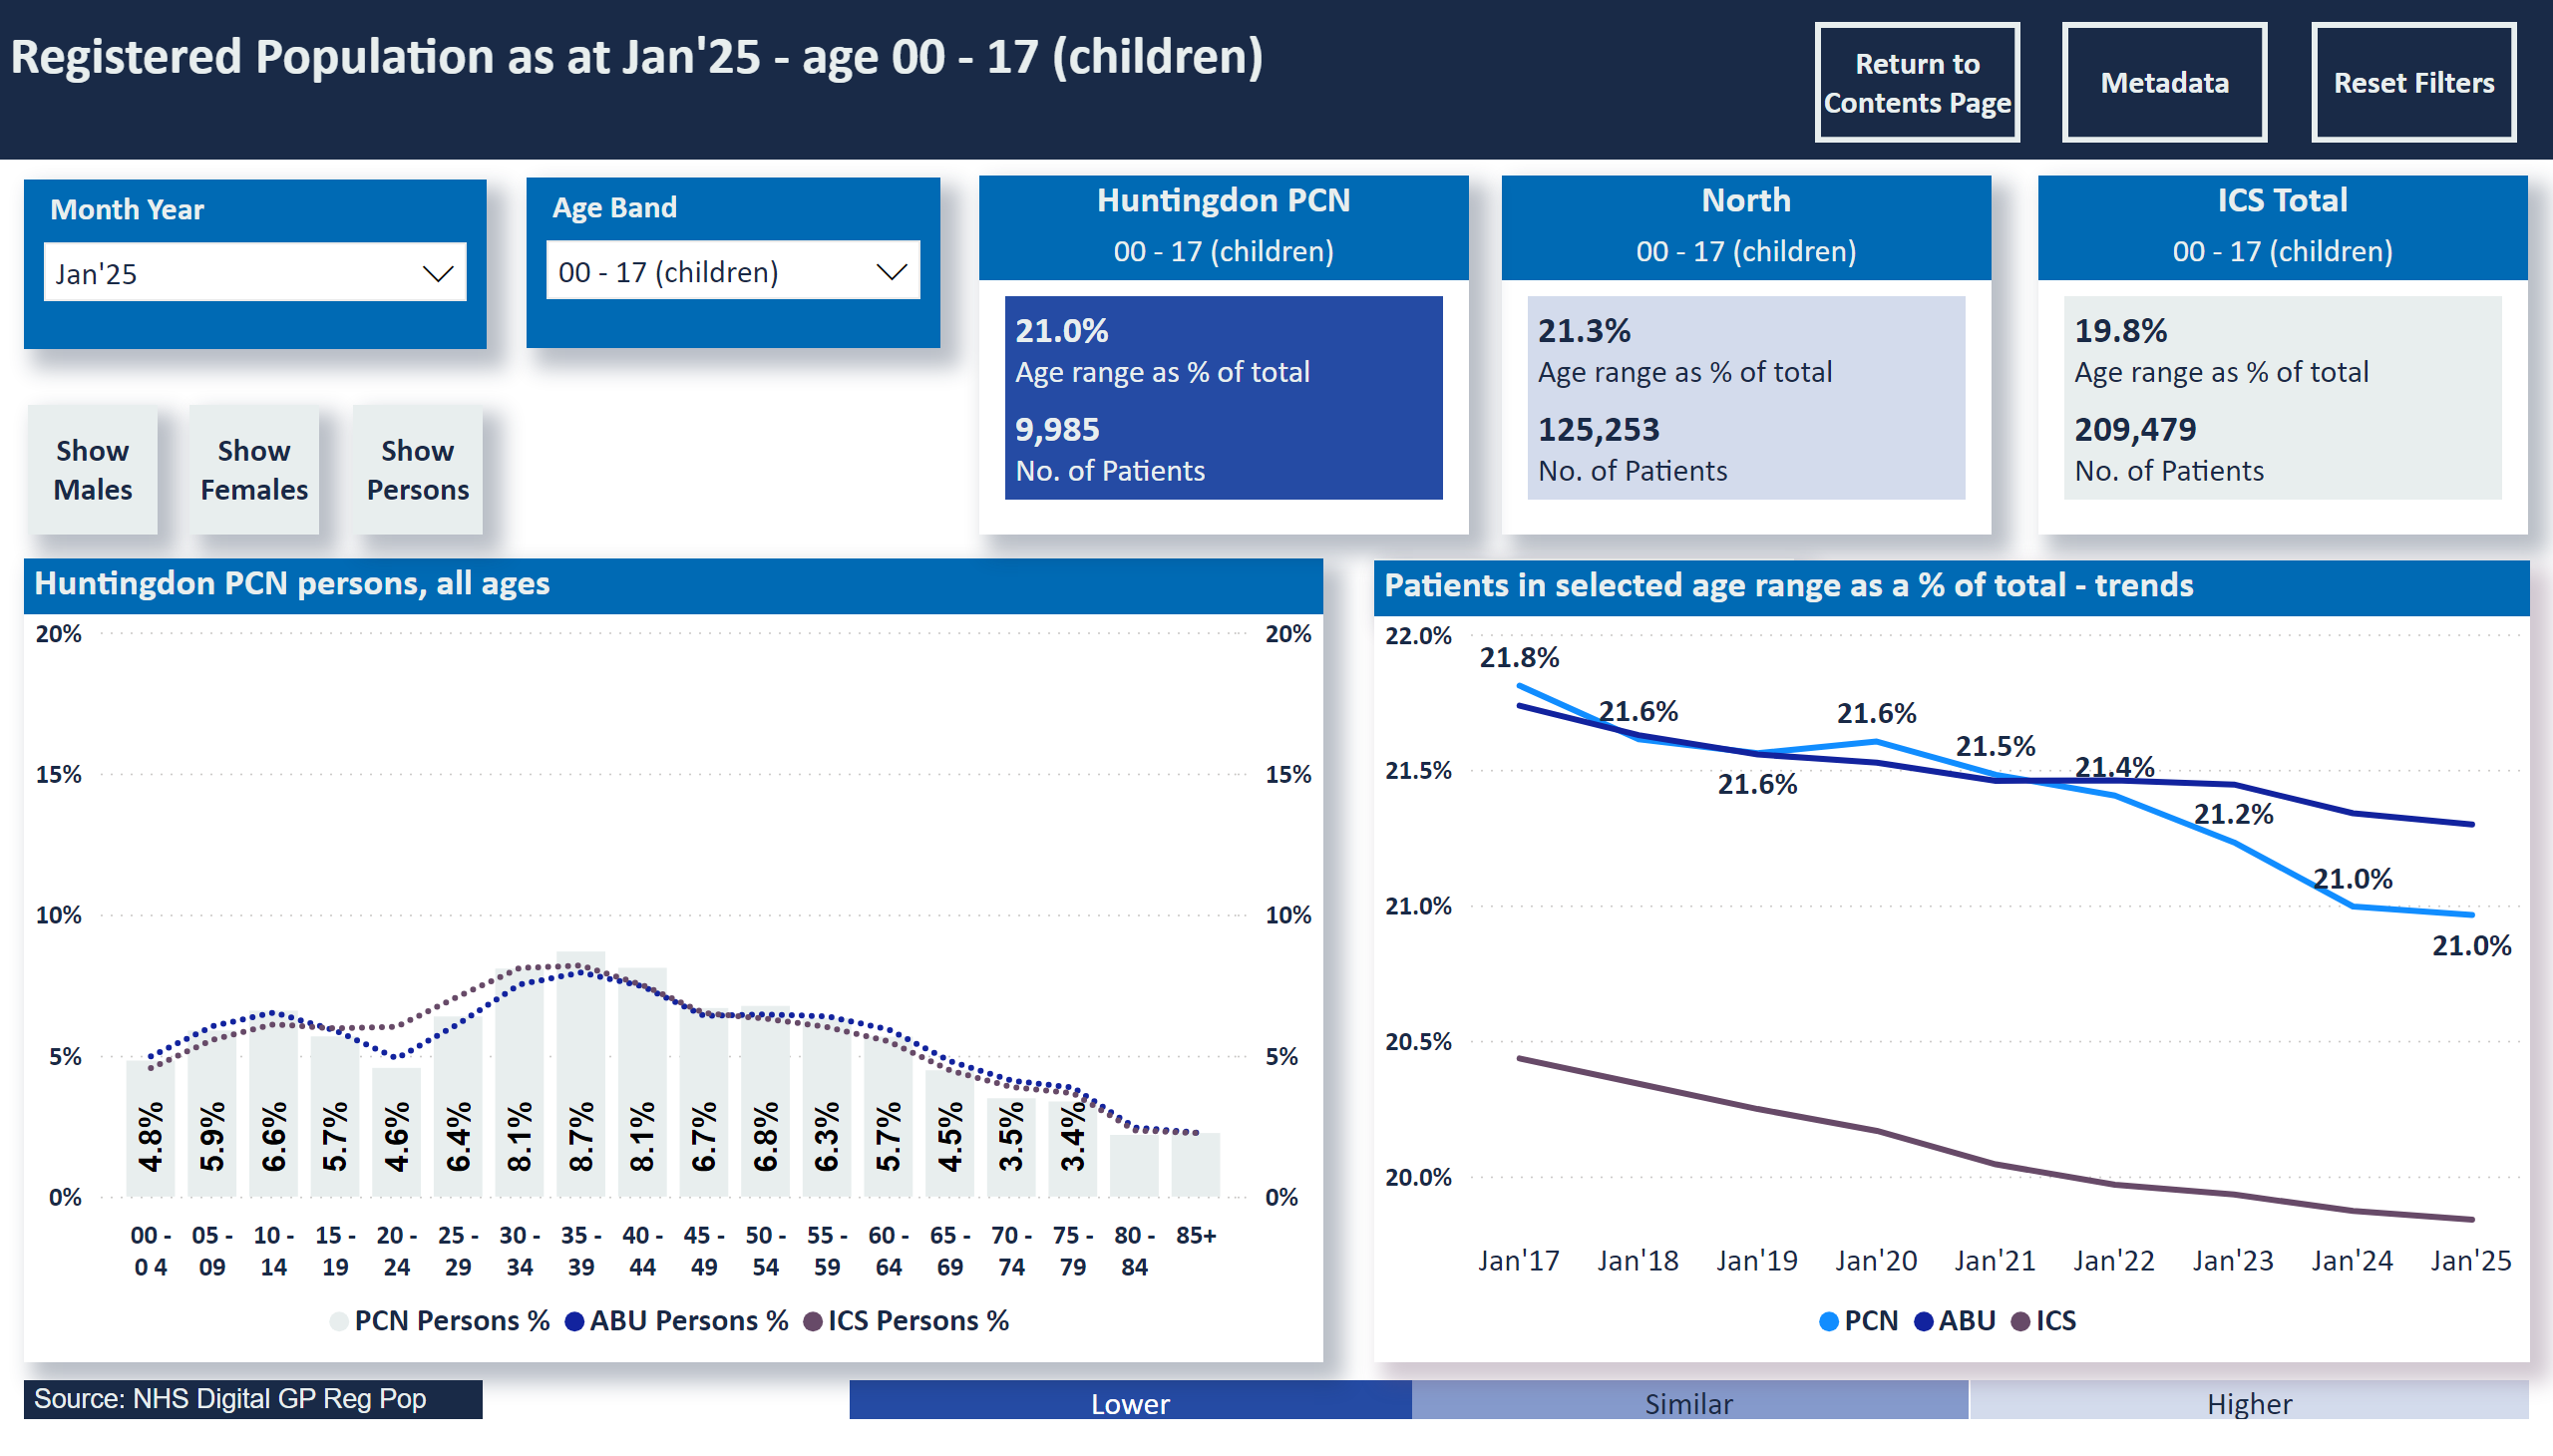 Registered Population as at Jan'25 - age 00 - 17 (children)
Return to
Contents Page
Metadata
Reset Filters
Month Year
Jan'25
Age Band
00 - 17 (children)
Huntingdon PCN
00 - 17 (children)
21.0%
Age range as % of total
9,985
No. of Patients
North
00 - 17 (children)
21.3%
Age range as % of total
125,253
No. of Patients
ICS Total
00 - 17 (children)
19.8%
Age range as % of total
209,479
No. of Patients
Show
Males
Show
Females
Show
Persons
Huntingdon PCN persons, all ages
20%
15%
10%
5%
0%
20%
15%
10%
5%
0%
4.8%
5.9%
6.6%
5.7%
4.6%
6.4%
8.1%
8.7%
8.1%
6.7%
6.8%
6.3%
5.7%
4.5%
3.5%
3.4%
00 -
0 4
05 -
09
10 -
14
15 -
19
20 -
24
25 -
29
30 -
34
35 -
39
40 -
44
45 -
49
50 -
54
55 -
59
60 -
64
65 -
69
70 -
74
75 -
79
80 -
84
85+
PCN Persons % ABU Persons % ICS Persons %
Patients in selected age range as a % of total - trends
22.0%
21.5%
21.0%
20.5%
20.0%
21.8%
21.6%
21.6%
21.6%
21.5%
21.4%
21.2%
21.0%
21.0%
Jan'17 Jan'18 Jan'19 Jan'20 Jan'21 Jan'22 Jan'23 Jan'24 Jan'25
PCN ABU ICS
Source: NHS Digital GP Reg Pop
Lower
Similar
Higher